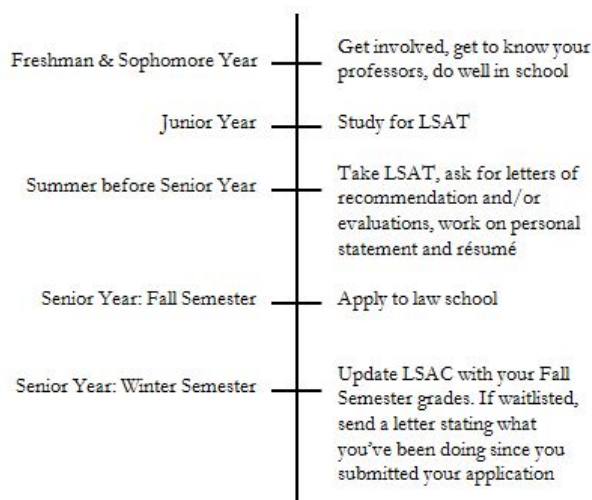 Freshman & Sophomore Year
Get involved, get to know your
professors, do well in school
Junior Year
Study for LSAT
Summer before Senior Year
Take LSAT, ask for letters of
recommendation and/or
evaluations, work on personal
statement and résumé
Senior Year: Fall Semester
Apply to law school
Senior Year: Winter Semester
Update LSAC with your Fall
Semester grades. If waitlisted,
send a letter stating what
you've been doing since you
submitted your application